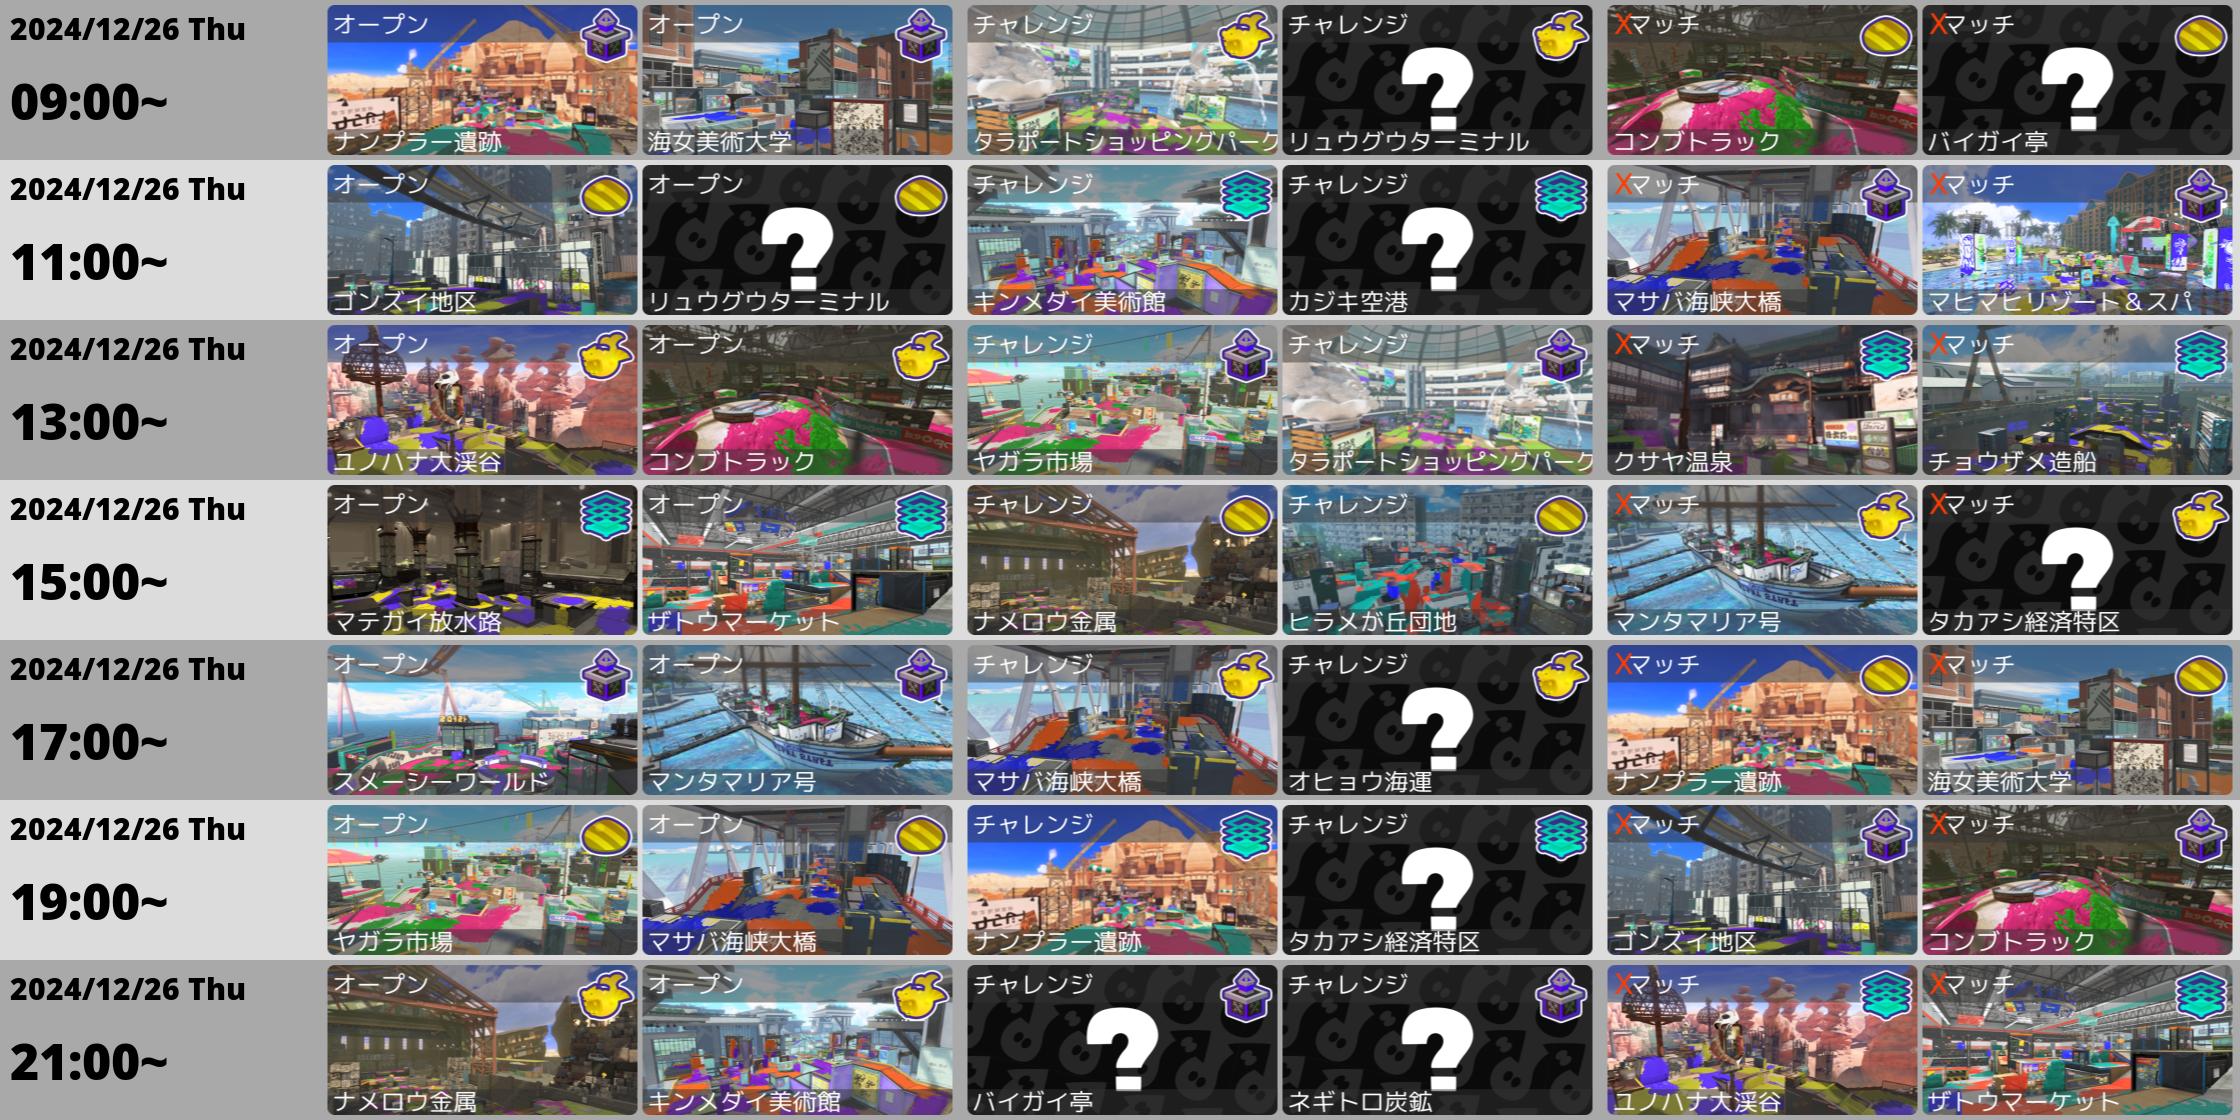 2024/12/26 Thu
09:00~
オープン
ナンプラー遺跡
オープン
海女美術大学
チャレンジ
タラポートショッピングパーク
チャレンジ
?
リュウグウターミナル
Xマッチ
コンブトラック
Xマッチ
?
バイガイ亭
2024/12/26 Thu
11:00~
オープン
ゴンズイ地区
オープン
?
リュウグウターミナル
チャレンジ
キンメダイ美術館
チャレンジ
?
カジキ空港
Xマッチ
マサバ海峡大橋
Xマッチ
マヒマヒリゾート&スパ
2024/12/26 Thu
13:00~
オープン
ユノハナ大渓谷
オープン
コンブトラック
チャレンジ
ヤガラ市場
チャレンジ
タラポートショッピングパーク
Xマッチ
クサヤ温泉
Xマッチ
チョウザメ造船
2024/12/26 Thu
15:00~
オープン
マテガイ放水路
オープン
ザトウマーケット
チャレンジ
ナメロウ金属
チャレンジ
ヒラメが丘団地
Xマッチ
マンタマリア号
Xマッチ
?
タカアシ経済特区
2024/12/26 Thu
17:00~
オープン
スメーシーワールド
オープン
マンタマリア号
チャレンジ
マサバ海峡大橋
チャレンジ
?
オヒョウ海運
Xマッチ
ナンプラー遺跡
Xマッチ
海女美術大学
2024/12/26 Thu
19:00~
オープン
ヤガラ市場
オープン
マサバ海峡大橋
チャレンジ
ナンプラー遺跡
チャレンジ
?
タカアシ経済特区
Xマッチ
ゴンズイ地区
Xマッチ
コンブトラック
2024/12/26 Thu
21:00~
オープン
ナメロウ金属
オープン
キンメダイ美術館
チャレンジ
?
バイガイ亭
チャレンジ
?
ネギトロ炭鉱
Xマッチ
ユノハナ大渓谷
Xマッチ
ザトウマーケット